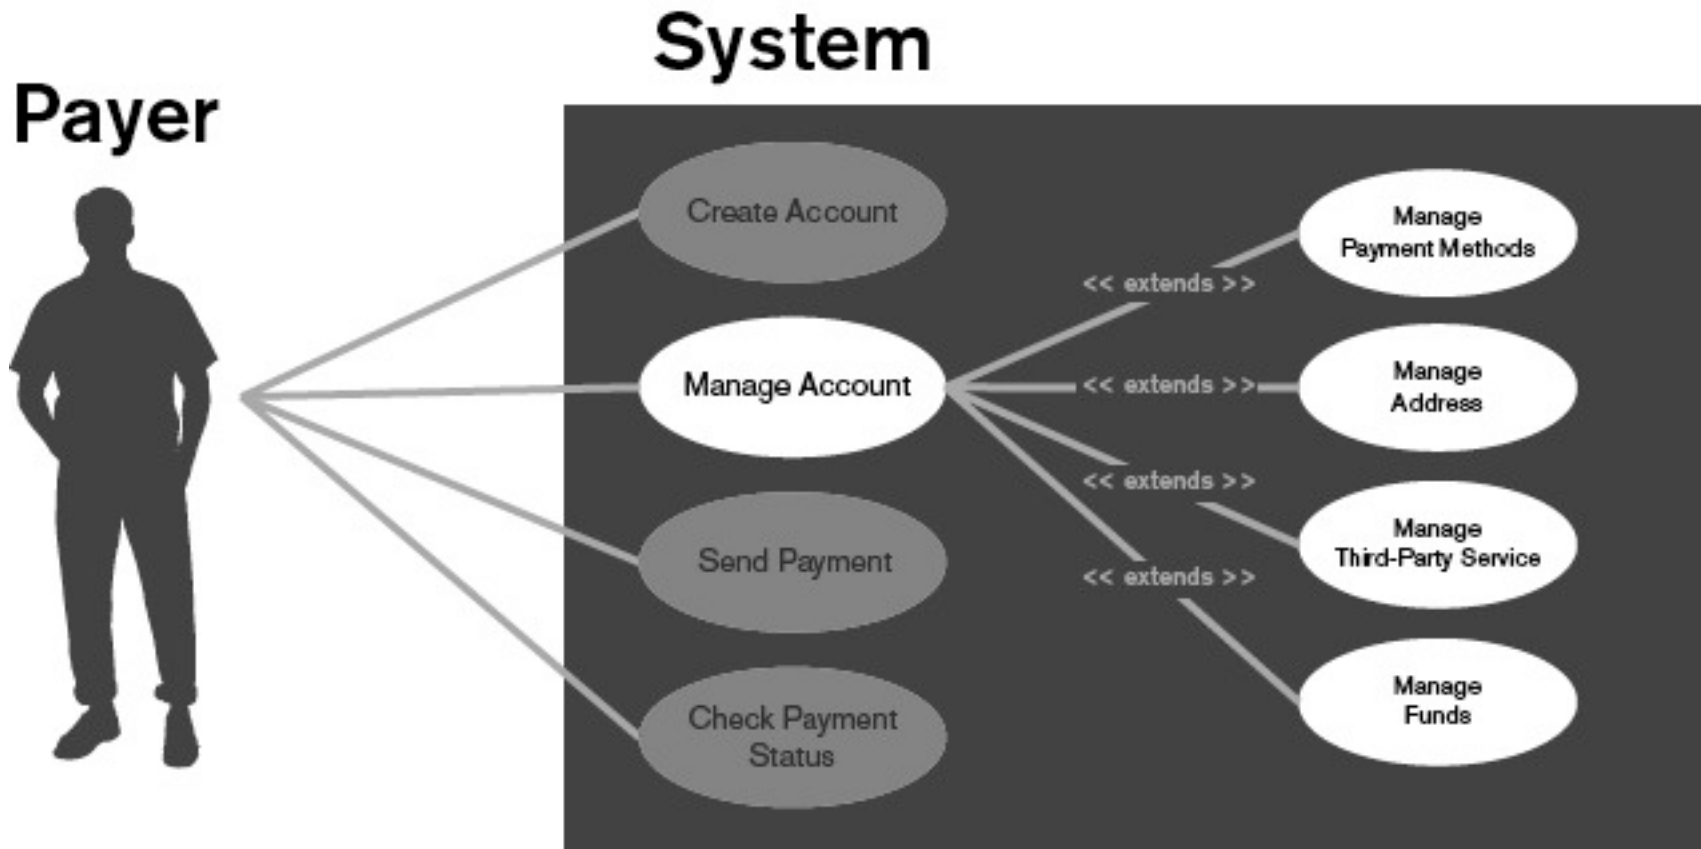 System
Payer
Create Account
Manage Account
Send Payment
Check Payment
Status
<< extends >>
<< extends >>
<< extends >>
<< extends >>
Manage
Payment Methods
Manage
Address
Manage
Third-Party Service
Manage
Funds